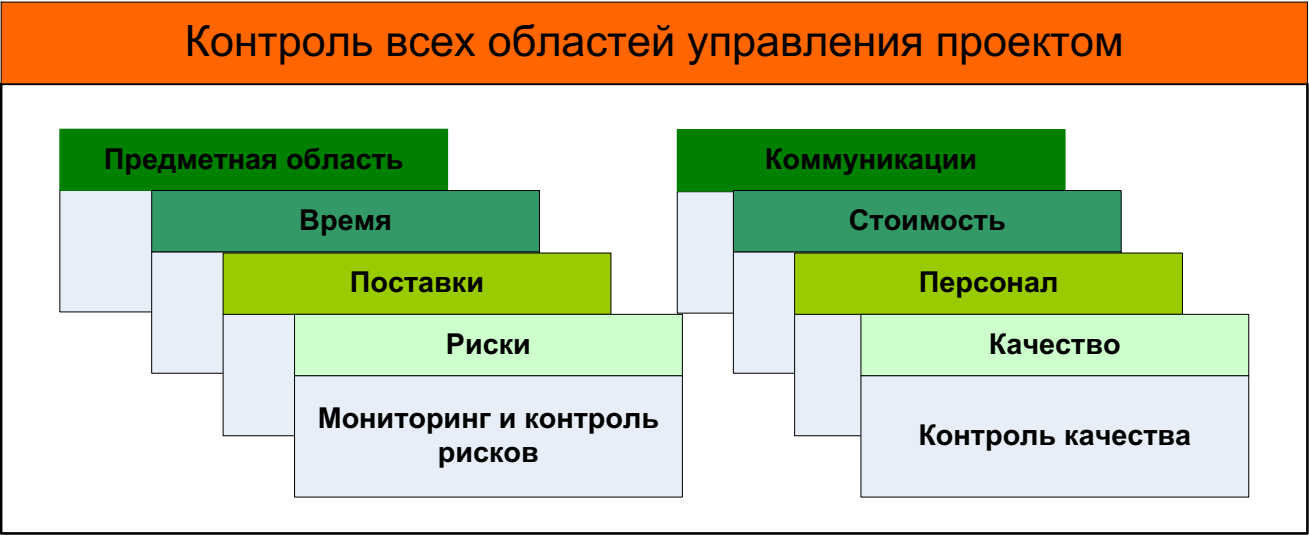 Контроль всех областей управления проектом
Предметная область
Время
Поставки
Риски
Мониторинг и контроль
рисков
Коммуникации
Стоимость
Персонал
Качество
Контроль качества